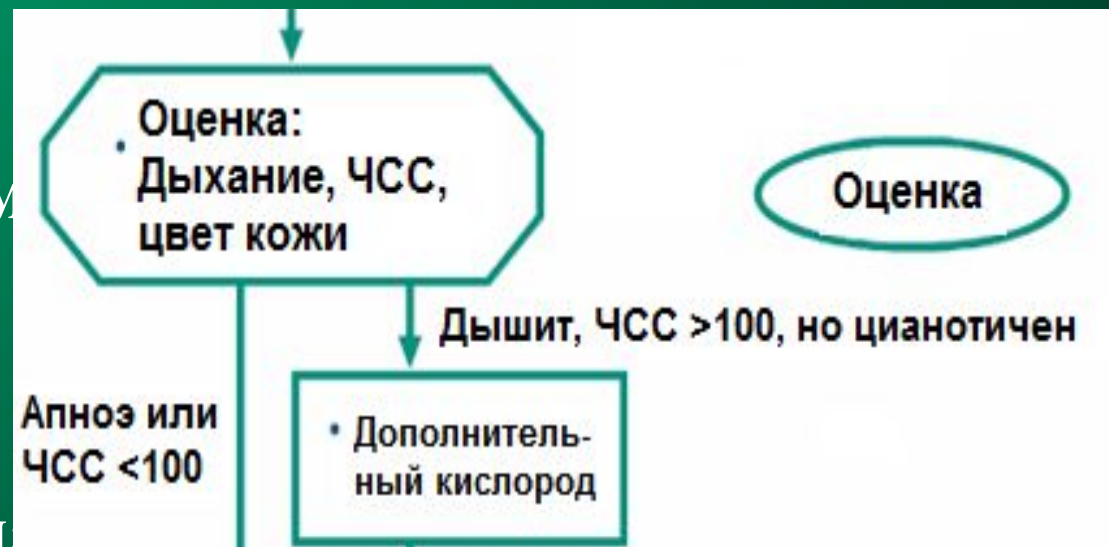 Оценка:
Дыхание, ЧСС,
цвет кожи
Оценка
Дышит, ЧСС >100, но цианотичен
Апноэ или
ЧСС <100
Дополнитель-
ный кислород